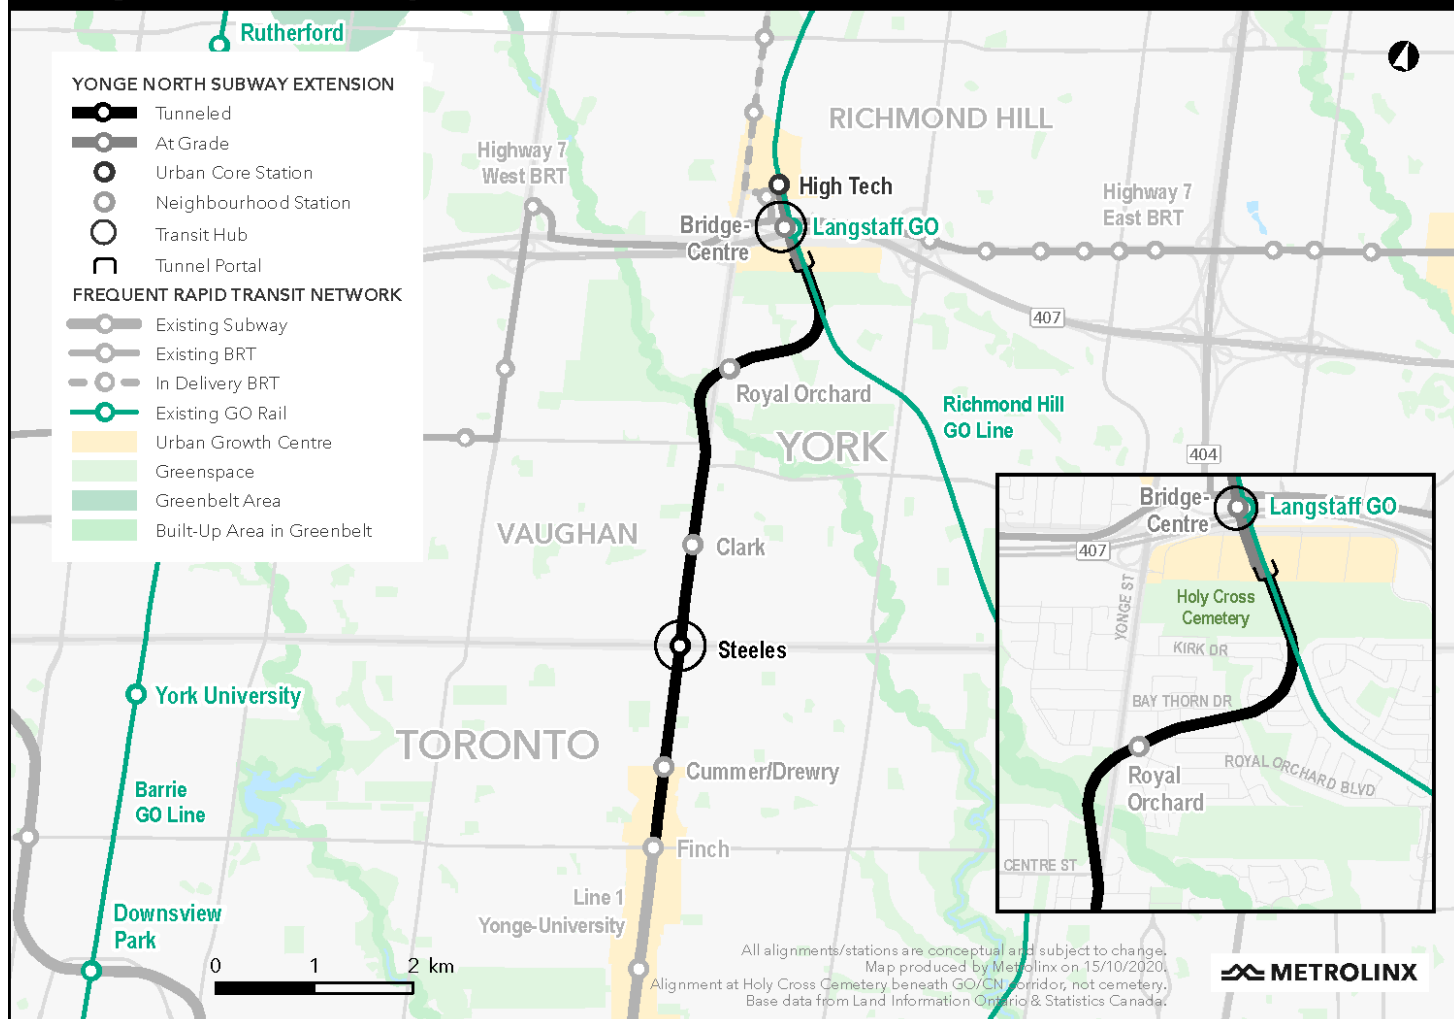 Rutherford
YONGE NORTH SUBWAY EXTENSION
Tunneled
At Grade
Urban Core Station
Neighbourhood Station
Transit Hub
Tunnel Portal
FREQUENT RAPID TRANSIT NETWORK
Existing Subway
Existing BRT
In Delivery BRT
Existing GO Rail
Urban Growth Centre
Greenspace
Greenbelt Area
Built-Up Area in Greenbelt
RICHMOND HILL
Highway 7
West BRT
High Tech
Highway 7
East BRT
Bridge-
Centre
Langstaff GO
407
Royal Orchard
Richmond Hill
GO Line
YORK
404
VAUGHAN
Clark
Steeles
York University
TORONTO
Cummer/Drewry
Barrie
GO Line
Finch
Line 1
Yonge-University
Downsview
Park
0 1 2 km
Bridge-
Centre
Langstaff GO
407
YONGE ST
Holy Cross
Cemetery
KIRK DR
BAY THORN DR
ROYAL ORCHARD BLVD
Royal
Orchard
CENTRE ST
All alignments/stations are conceptual and subject to change.
Map produced by Metrolinx on 15/10/2020.
Alignment at Holy Cross Cemetery beneath GO/CN corridor, not cemetery.
Base data from Land Information Ontario & Statistics Canada.
METROLINX